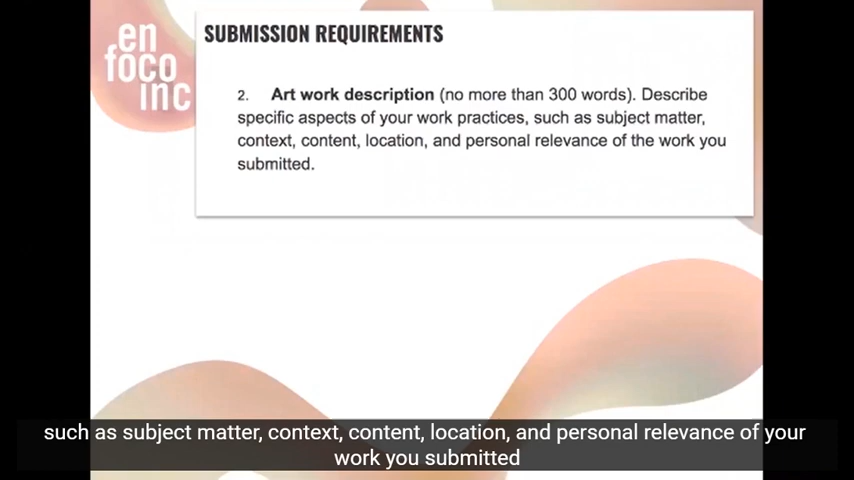 en
foco
inc
SUBMISSION REQUIREMENTS
2. Art work description (no more than 300 words). Describe
specific aspects of your work practices, such as subject matter,
context, content, location, and personal relevance of the work you
submitted.
such as subject matter, context, content, location, and personal relevance of your
work you submitted